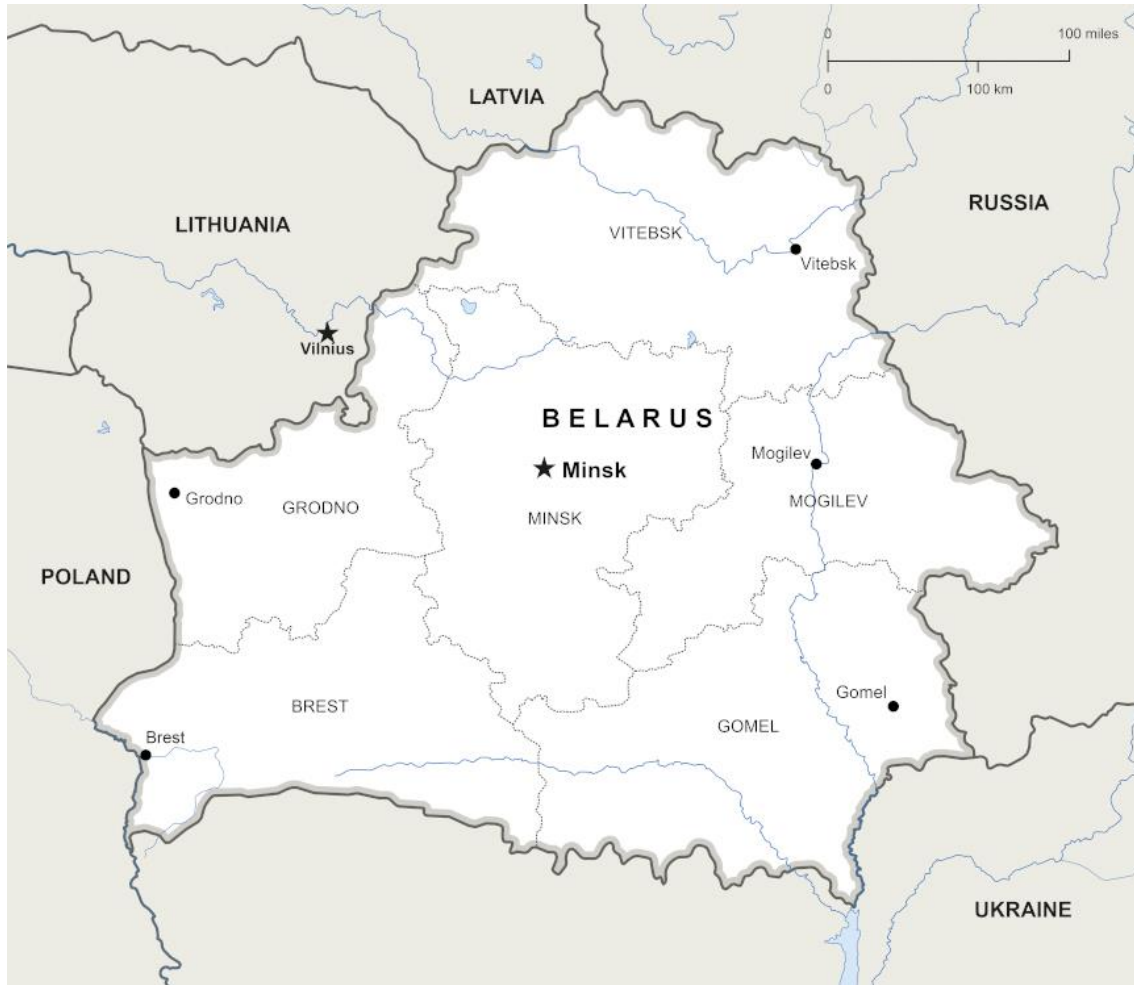 0 100 miles
0 100 km
LATVIA
RUSSIA
LITHUANIA
VITEBSK
Vitebsk
Vilnius
BELARUS
Mogilev
Minsk
Grodno
MOGILEV
GRODNO
MINSK
POLAND
Gomel
BREST
GOMEL
Brest
UKRAINE